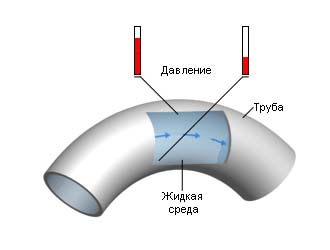 Давление
Труба
Жидкая
среда